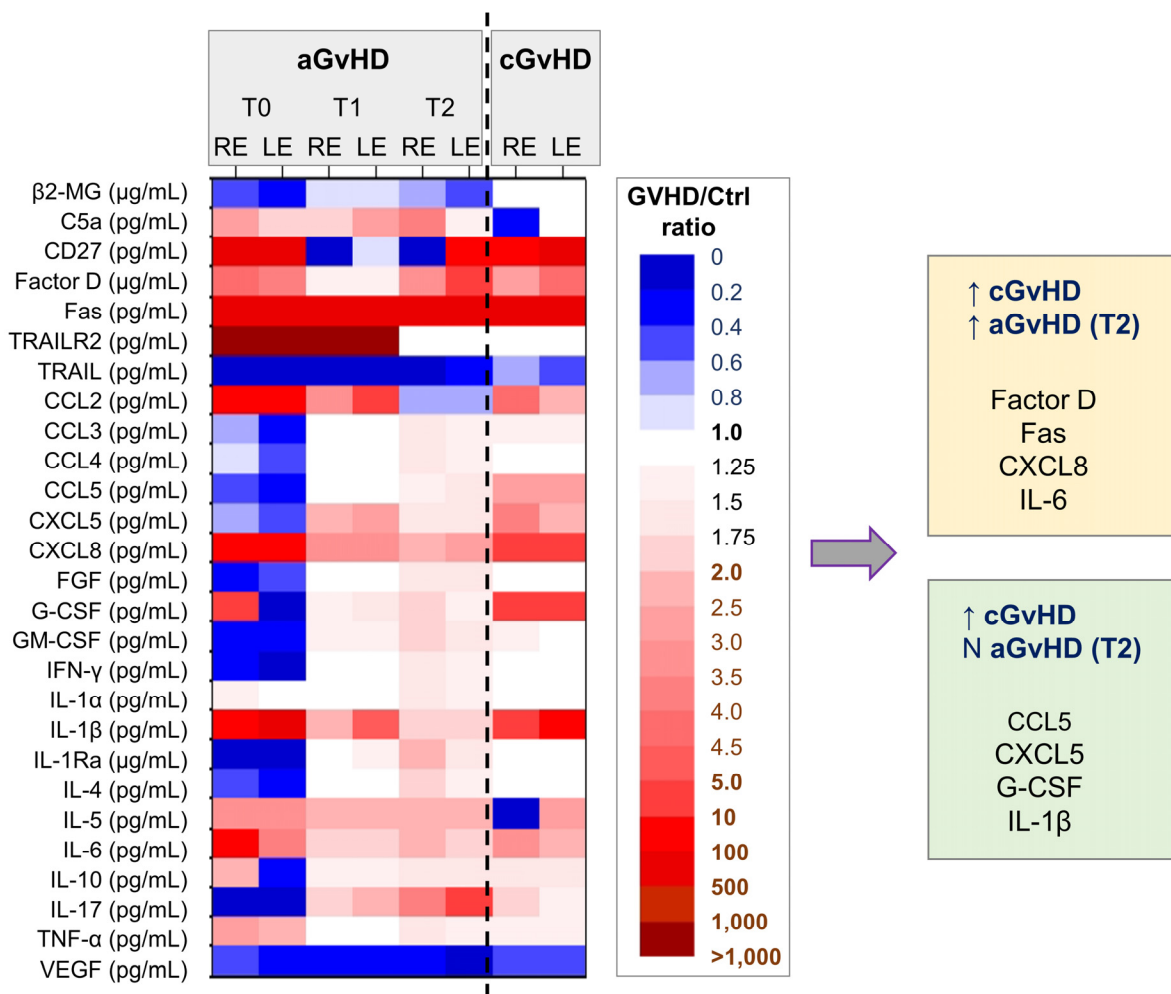 aGvHD
cGvHD
T0 T1 T2
RE LE RE LE RE LE RE LE
β2-MG (µg/mL)
C5a (pg/mL)
CD27 (pg/mL)
Factor D (µg/mL)
Fas (pg/mL)
TRAILR2 (pg/mL)
TRAIL (pg/mL)
CCL2 (pg/mL)
CCL3 (pg/mL)
CCL4 (pg/mL)
CCL5 (pg/mL)
CXCL5 (pg/mL)
CXCL8 (pg/mL)
FGF (pg/mL)
G-CSF (pg/mL)
GM-CSF (pg/mL)
IFN-γ (pg/mL)
IL-1α (pg/mL)
IL-1β (pg/mL)
IL-1Ra (µg/mL)
IL-4 (pg/mL)
IL-5 (pg/mL)
IL-6 (pg/mL)
IL-10 (pg/mL)
IL-17 (pg/mL)
TNF-α (pg/mL)
VEGF (pg/mL)
GVHD/Ctrl
ratio
0
0.2
0.4
0.6
0.8
1.0
1.25
1.5
1.75
2.0
2.5
3.0
3.5
4.0
4.5
5.0
10
100
500
1,000
>1,000
↑ cGvHD
↑ aGvHD (T2)
Factor D
Fas
CXCL8
IL-6
↑ cGvHD
N aGvHD (T2)
CCL5
CXCL5
G-CSF
IL-1β